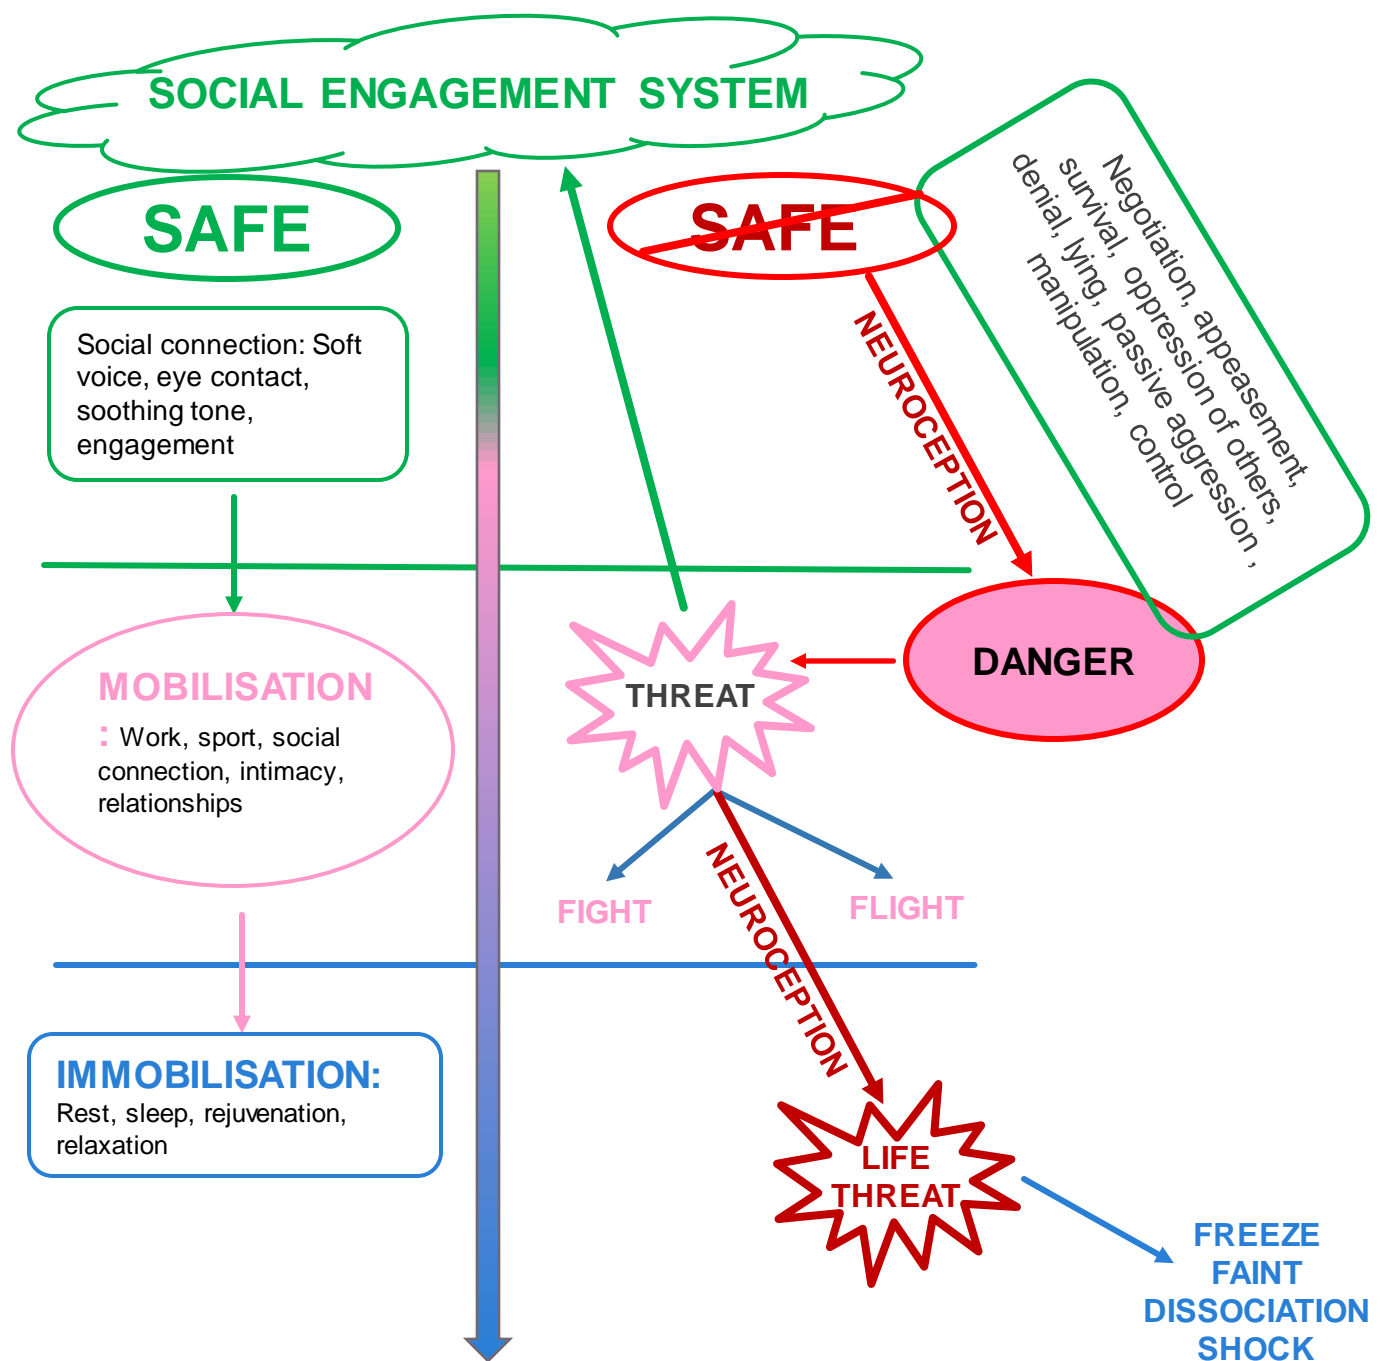 SOCIAL ENGAGEMENT SYSTEM
SAFE
SAFE
Negotiation, appeasement,
survival, oppression of others,
denial, lying, passive aggression ,
manipulation, control
Social connection: Soft
voice, eye contact,
soothing tone,
engagement
NEUROCEPTION
MOBILISATION
: Work, sport, social
connection, intimacy,
relationships
THREAT
DANGER
FIGHT
FLIGHT
NEUROCEPTION
IMMOBILISATION:
Rest, sleep, rejuvenation,
relaxation
LIFE
THREAT
FREEZE
FAINT
DISSOCIATION
SHOCK